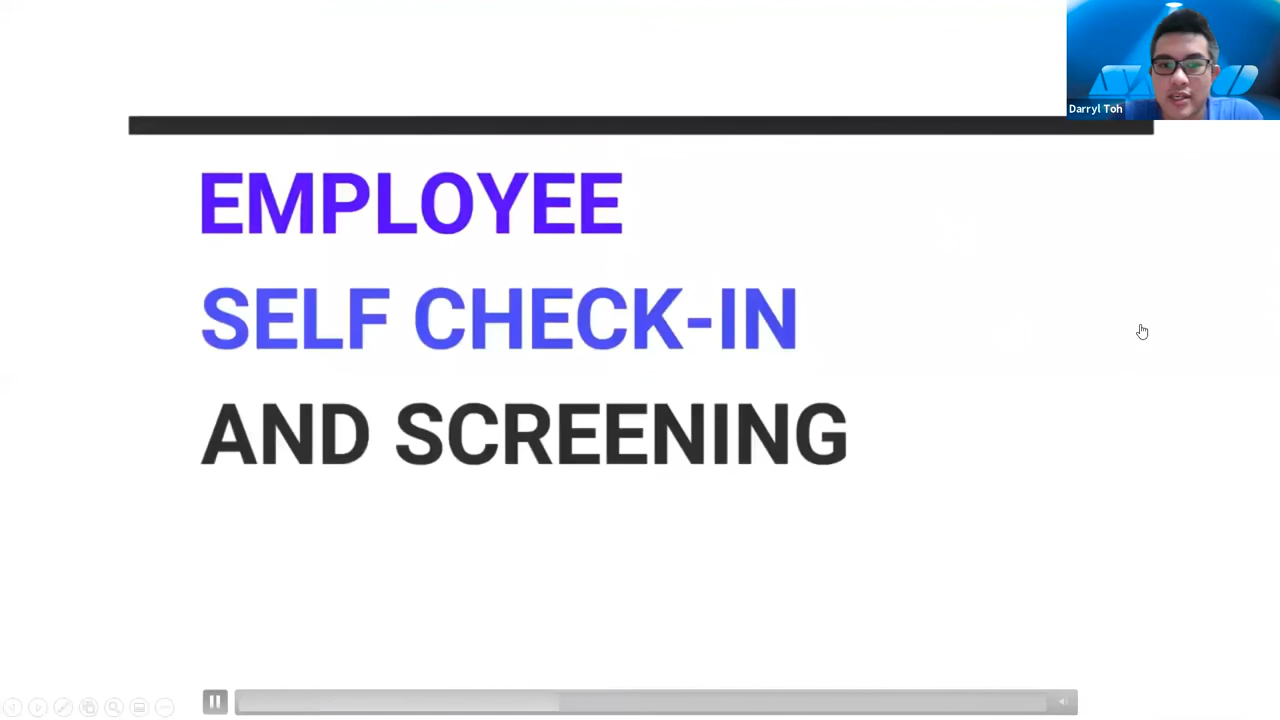 Darryl Toh
EMPLOYEE
SELF CHECK-IN
AND SCREENING